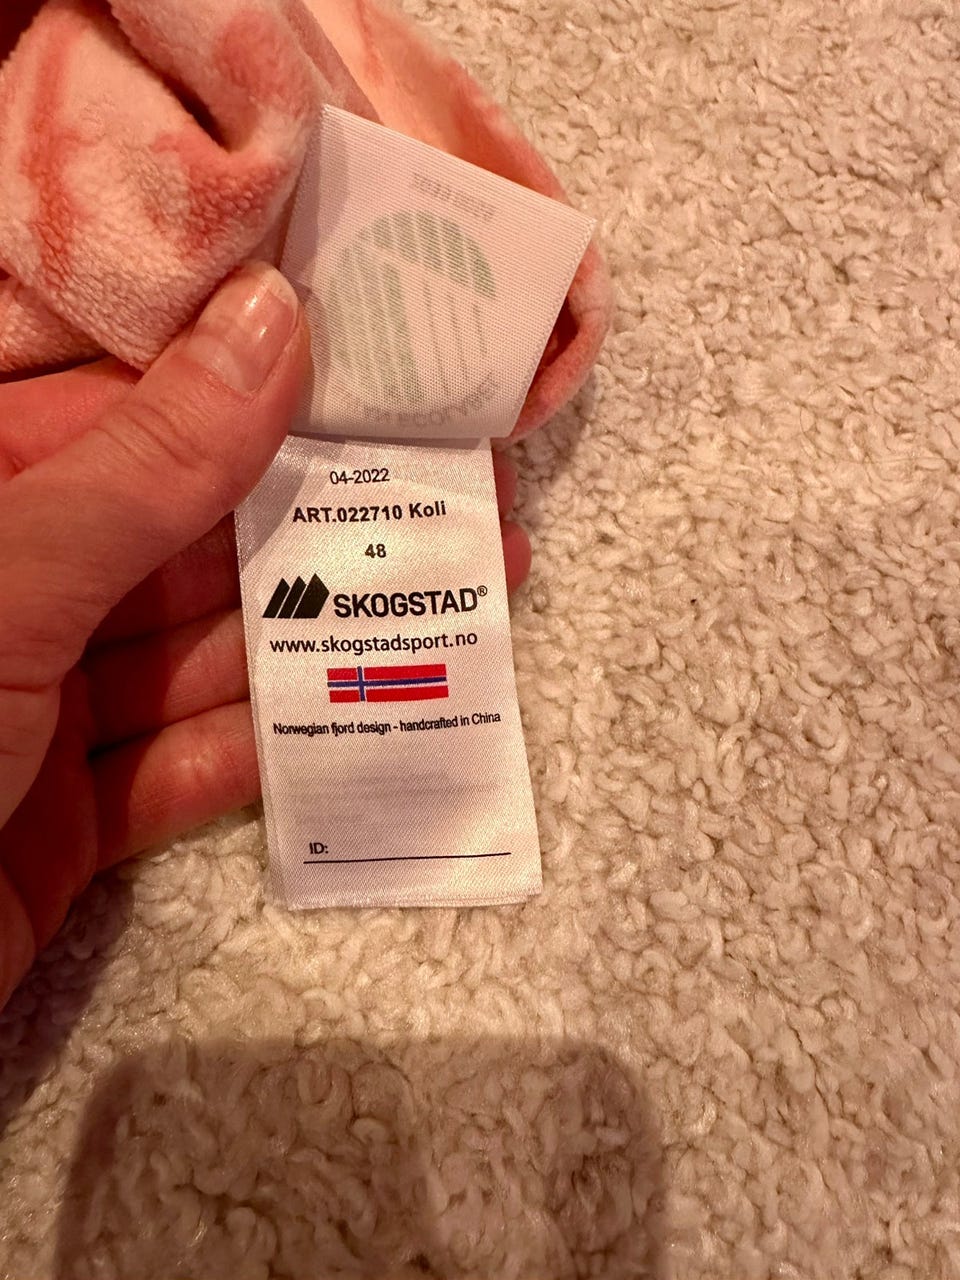 04-2022
ART.022710 Koli
48
SKOGSTAD®
www.skogstadsport.no
Norwegian fjord design - handcrafted in China
ID: